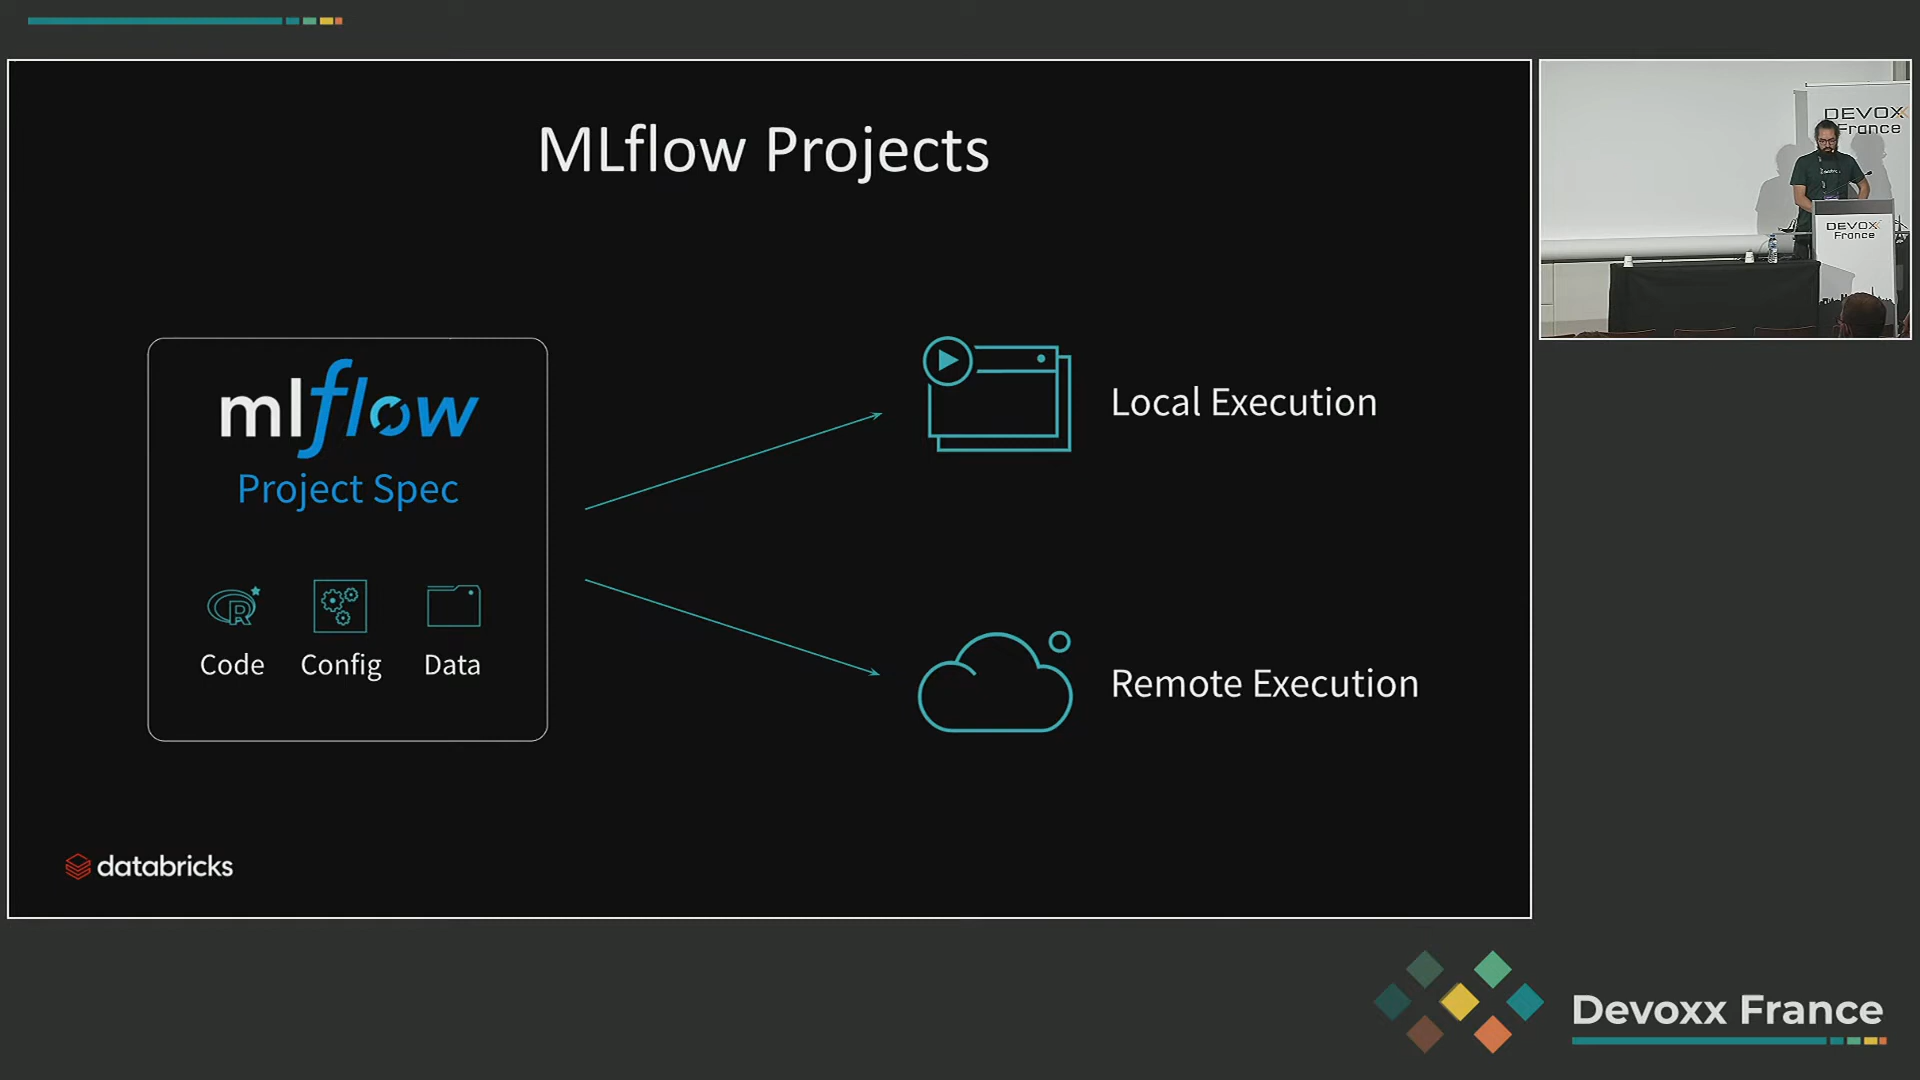 MLflow Projects
mlflow
Project Spec
Code
Config
Data
Local Execution
Remote Execution
databricks
DEVOXX
France
DEVOXX
France
Devoxx France